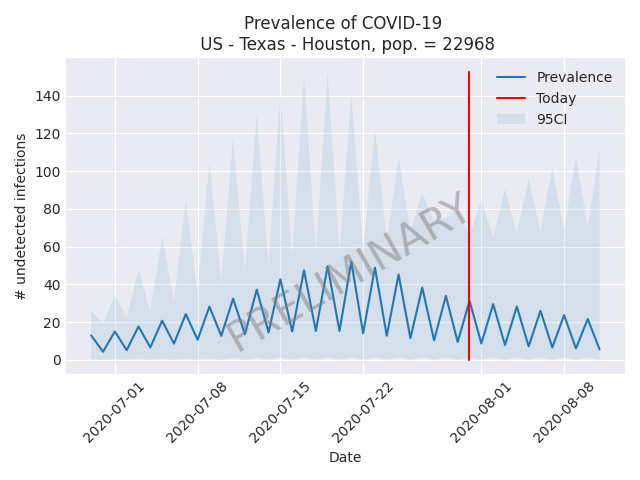 Prevalence of COVID-19
US - Texas - Houston, pop. = 22968
Prevalence
Today
95CI
140
120
100
80
60
40
20
0
# undetected infections
PRELIMINARY
2020-07-01
2020-07-08
2020-07-15
2020-07-22
2020-08-01
2020-08-08
Date